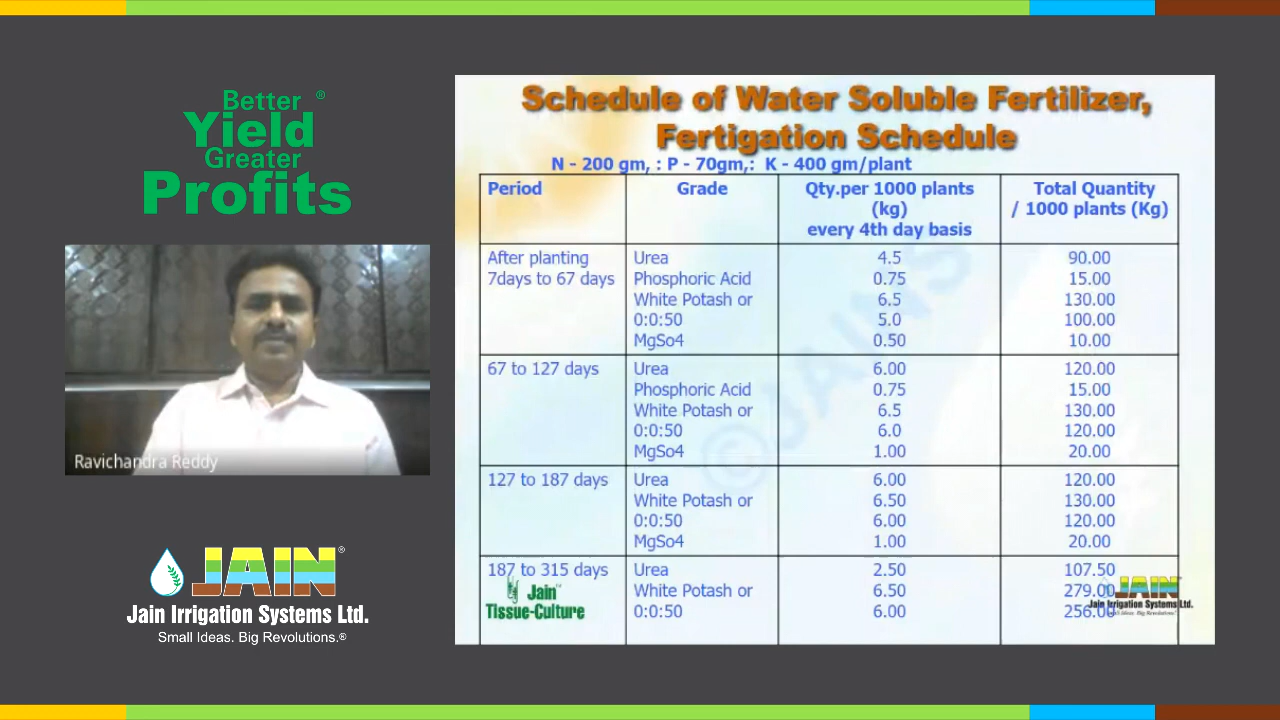 Better ®
Yield
Greater
Profits
Ravichandra Reddy
JAIN®
Jain Irrigation Systems Ltd.
Small Ideas. Big Revolutions.®
Schedule of Water Soluble Fertilizer,
Fertigation Schedule
N - 200 gm, : P - 70gm,: K - 400 gm/plant
Period Grade Qty.per 1000 plants (kg) every 4th day basis Total Quantity / 1000 plants (Kg)
After planting Urea 4.5 90.00
7days to 67 days Phosphoric Acid 0.75 15.00
White Potash or 6.5 130.00
0:0:50 5.0 100.00
MgSo4 0.50 10.00
67 to 127 days Urea 6.00 120.00
Phosphoric Acid 0.75 15.00
White Potash or 6.5 130.00
0:0:50 6.0 120.00
MgSo4 1.00 20.00
127 to 187 days Urea 6.00 120.00
White Potash or 6.50 130.00
0:0:50 6.00 120.00
MgSo4 1.00 20.00
187 to 315 days Urea 2.50 107.50
White Potash or 6.50 279.00
0:0:50 6.00 256.00
©JAINS
Jain™
Tissue-Culture
JAIN
Jain Irrigation Systems Ltd.
Small Ideas. Big Revolutions.®